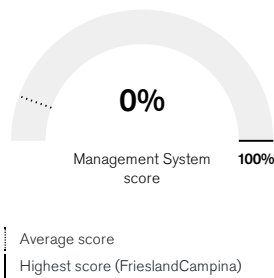 0%
Management System
score
100%
Average score
Highest score (FrieslandCampina)